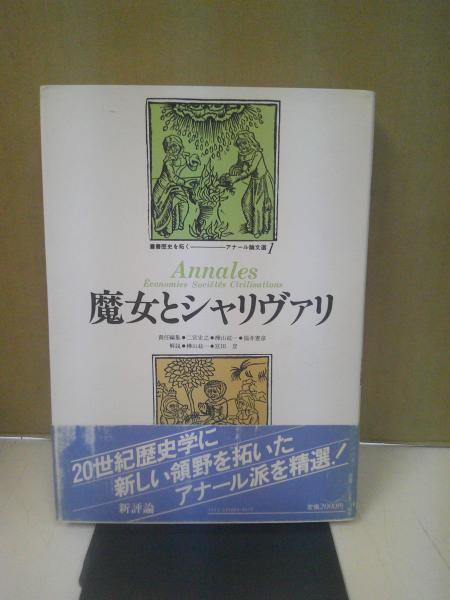 叢書歴史を拓く──アナール論文選1
Annales
Économies Sociétés Civilisations
魔女とシャリヴァリ
責任編集●二宮宏之●樺山紘一●福井憲彦
解説●樺山紘一●宮田 登
20世紀歴史学に
新しい領野を拓いた
アナール派を精選!
新評論
定価2000円